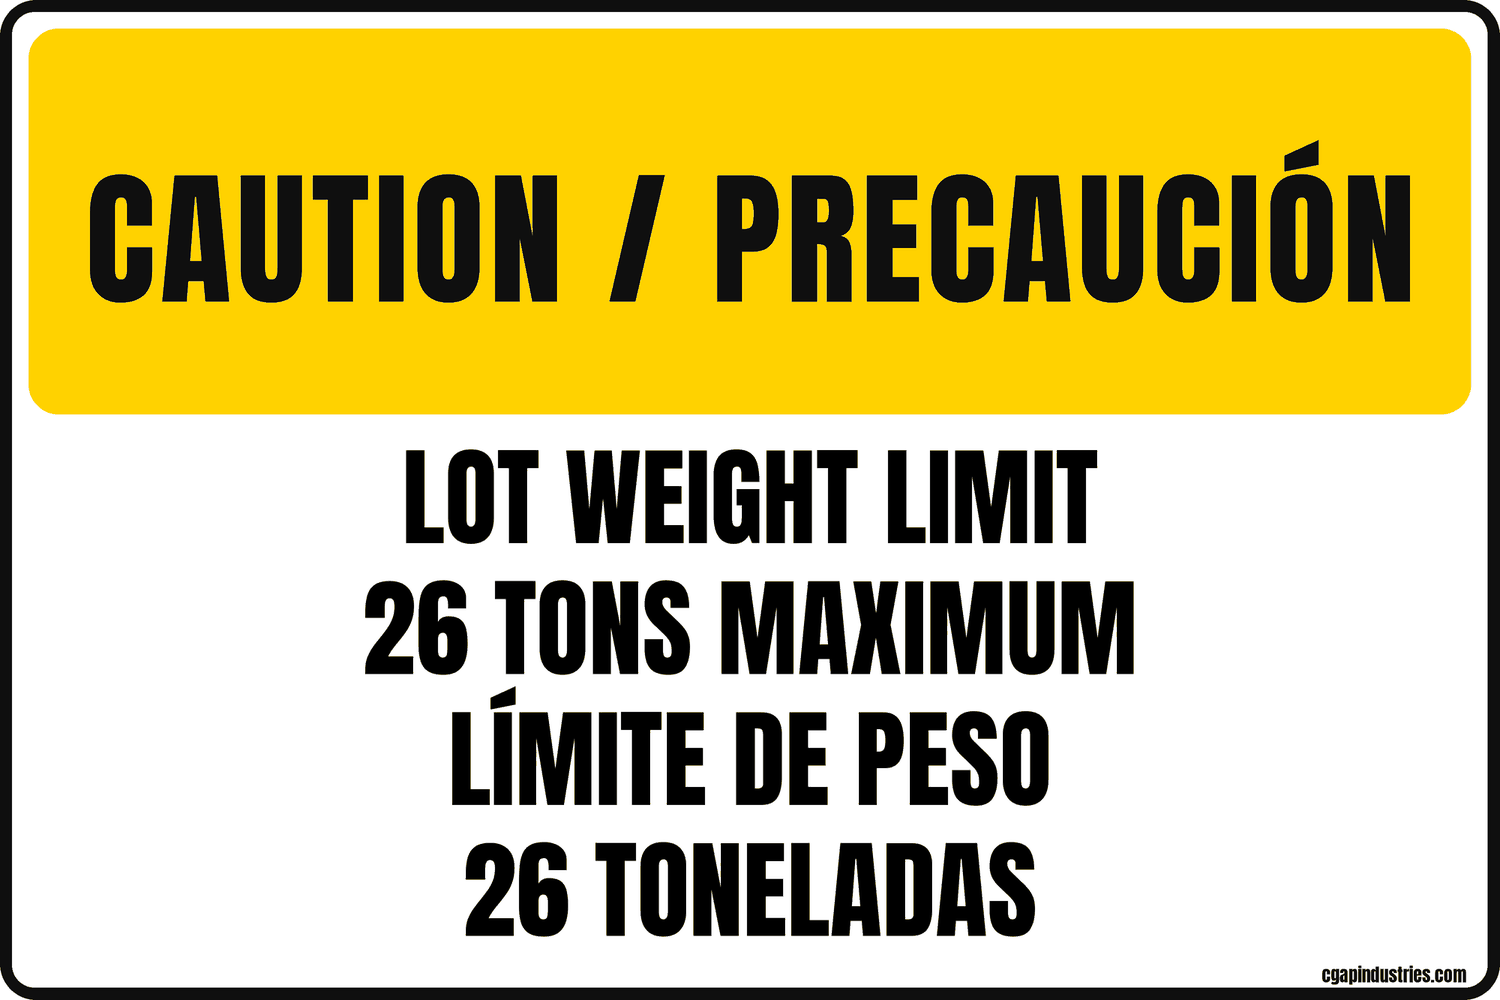 CAUTION / PRECAUCIÓN
LOT WEIGHT LIMIT
26 TONS MAXIMUM
LÍMITE DE PESO
26 TONELADAS
cgapindustries.com